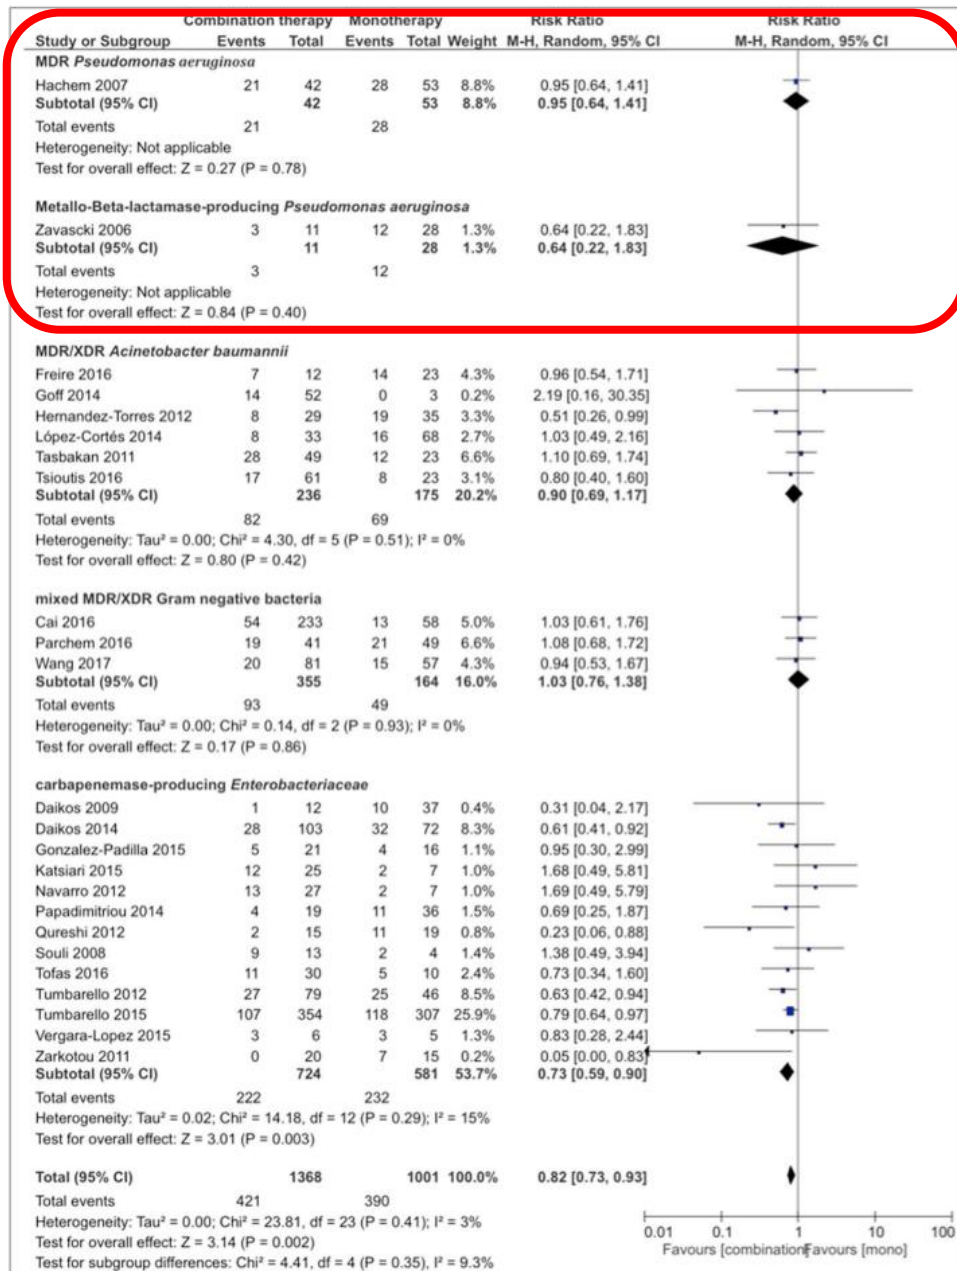 Combination therapy Monotherapy Risk Ratio Risk Ratio
Study or Subgroup Events Total Events Total Weight M-H, Random, 95% CI M-H, Random, 95% CI
MDR Pseudomonas aeruginosa
Hachem 2007 21 42 28 53 8.8% 0.95 [0.64, 1.41]
Subtotal (95% CI) 42 53 8.8% 0.95 [0.64, 1.41]
Total events 21 28
Heterogeneity: Not applicable
Test for overall effect: Z = 0.27 (P = 0.78)
Metallo-Beta-lactamase-producing Pseudomonas aeruginosa
Zavascki 2006 3 11 12 28 1.3% 0.64 [0.22, 1.83]
Subtotal (95% CI) 11 28 1.3% 0.64 [0.22, 1.83]
Total events 3 12
Heterogeneity: Not applicable
Test for overall effect: Z = 0.84 (P = 0.40)
MDR/XDR Acinetobacter baumannii
Freire 2016 7 12 14 23 4.3% 0.96 [0.54, 1.71]
Goff 2014 14 52 0 3 0.2% 2.19 [0.16, 30.35]
Hernandez-Torres 2012 8 29 19 35 3.3% 0.51 [0.26, 0.99]
López-Cortés 2014 8 33 16 68 2.7% 1.03 [0.49, 2.16]
Tasbakan 2011 28 49 12 23 6.6% 1.10 [0.69, 1.74]
Tsioutis 2016 17 61 8 23 3.1% 0.80 [0.40, 1.60]
Subtotal (95% CI) 236 175 20.2% 0.90 [0.69, 1.17]
Total events 82 69
Heterogeneity: Tau² = 0.00; Chi² = 4.30, df = 5 (P = 0.51); I² = 0%
Test for overall effect: Z = 0.80 (P = 0.42)
mixed MDR/XDR Gram negative bacteria
Cai 2016 54 233 13 58 5.0% 1.03 [0.61, 1.76]
Parchem 2016 19 41 21 49 6.6% 1.08 [0.68, 1.72]
Wang 2017 20 81 15 57 4.3% 0.94 [0.53, 1.67]
Subtotal (95% CI) 355 164 16.0% 1.03 [0.76, 1.38]
Total events 93 49
Heterogeneity: Tau² = 0.00; Chi² = 0.14, df = 2 (P = 0.93); I² = 0%
Test for overall effect: Z = 0.17 (P = 0.86)
carbapenemase-producing Enterobacteriaceae
Daikos 2009 1 12 10 37 0.4% 0.31 [0.04, 2.17]
Daikos 2014 28 103 32 72 8.3% 0.61 [0.41, 0.92]
Gonzalez-Padilla 2015 5 21 4 16 1.1% 0.95 [0.30, 2.99]
Katsiari 2015 12 25 2 7 1.0% 1.68 [0.49, 5.81]
Navarro 2012 13 27 2 7 1.0% 1.69 [0.49, 5.79]
Papadimitriou 2014 4 19 11 36 1.5% 0.69 [0.25, 1.87]
Qureshi 2012 2 15 11 19 0.8% 0.23 [0.06, 0.88]
Souli 2008 9 13 2 4 1.4% 1.38 [0.49, 3.94]
Tofas 2016 11 30 5 10 2.4% 0.73 [0.34, 1.60]
Tumbarello 2012 27 79 25 46 8.5% 0.63 [0.42, 0.94]
Tumbarello 2015 107 354 118 307 25.9% 0.79 [0.64, 0.97]
Vergara-Lopez 2015 3 6 3 5 1.3% 0.83 [0.28, 2.44]
Zarkotou 2011 0 20 7 15 0.2% 0.05 [0.00, 0.83]
Subtotal (95% CI) 724 581 53.7% 0.73 [0.59, 0.90]
Total events 222 232
Heterogeneity: Tau² = 0.02; Chi² = 14.18, df = 12 (P = 0.29); I² = 15%
Test for overall effect: Z = 3.01 (P = 0.003)
Total (95% CI) 1368 1001 100.0% 0.82 [0.73, 0.93]
Total events 421 390
Heterogeneity: Tau² = 0.00; Chi² = 23.81, df = 23 (P = 0.41); I² = 3%
Test for overall effect: Z = 3.14 (P = 0.002)
Test for subgroup differences: Chi² = 4.41, df = 4 (P = 0.35), I² = 9.3%
0.01 0.1 1 10 100
Favours [combination] Favours [mono]